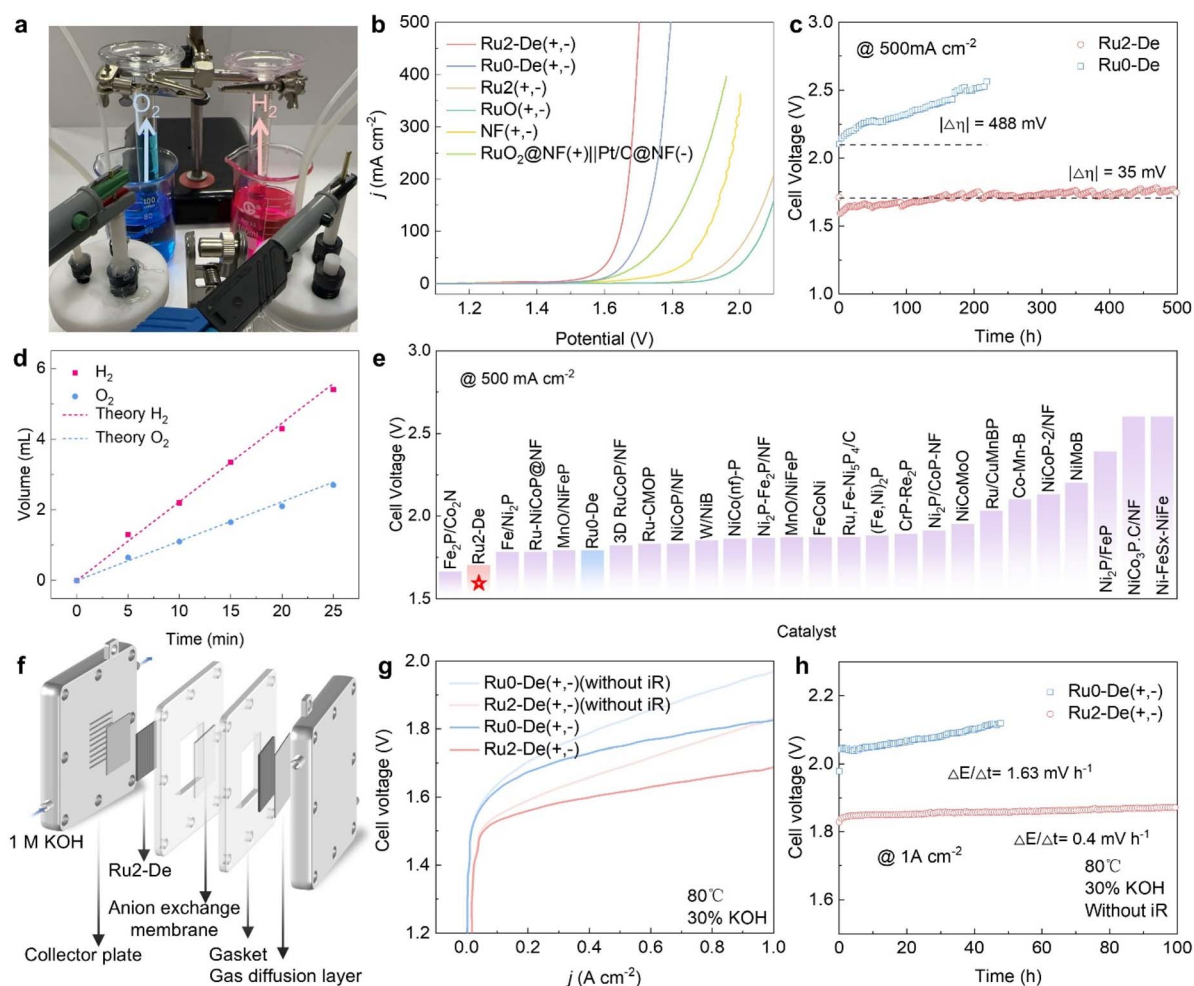 a
O₂
H₂
b
500
400
300
200
100
0
j (mA cm⁻²)
Ru2-De(+,-)
Ru0-De(+,-)
Ru2(+,-)
RuO(+,-)
NF(+,-)
RuO₂@NF(+)||Pt/C@NF(-)
1.2
1.4
1.6
1.8
2.0
Potential (V)
c
3.0
2.5
2.0
1.5
1.0
Cell Voltage (V)
@ 500mA cm⁻²
Ru2-De
Ru0-De
|△η| = 488 mV
|△η| = 35 mV
0
100
200
300
400
500
Time (h)
d
6
4
2
0
Volume (mL)
H₂
O₂
Theory H₂
Theory O₂
0
5
10
15
20
25
Time (min)
e
3.0
2.5
2.0
1.5
Cell Voltage (V)
@ 500 mA cm⁻²
Fe₂P/Co₂N
Ru2-De
Fe/Ni₂P
Ru-NiCoP@NF
MnO/NiFeP
Ru0-De
3D RuCoP/NF
Ru-CMOP
NiCoP/NF
W/NiB
NiCo(nf)-P
Ni₂P-Fe₂P/NF
MnO/NiFeP
FeCoNi
Ru,Fe-Ni₅P₄/C
(Fe,Ni)₂P
CrP-Re₂P
Ni₂P/CoP-NF
NiCoMoO
Ru/CuMnBP
Co-Mn-B
NiCoP-2/NF
NiMoB
Ni₂P/FeP
NiCo₃P.C/NF
Ni-FeSx-NiFe
Catalyst
f
1 M KOH
Ru2-De
Anion exchange
membrane
Collector plate
Gasket
Gas diffusion layer
g
2.0
1.8
1.6
1.4
1.2
Cell voltage (V)
Ru0-De(+,-)(without iR)
Ru2-De(+,-)(without iR)
Ru0-De(+,-)
Ru2-De(+,-)
80℃
30% KOH
0.0
0.2
0.4
0.6
0.8
1.0
j (A cm⁻²)
h
2.2
2.0
1.8
1.6
Cell voltage (V)
Ru0-De(+,-)
Ru2-De(+,-)
△E/△t= 1.63 mV h⁻¹
△E/△t= 0.4 mV h⁻¹
@ 1A cm⁻²
80℃
30% KOH
Without iR
0
20
40
60
80
100
Time (h)